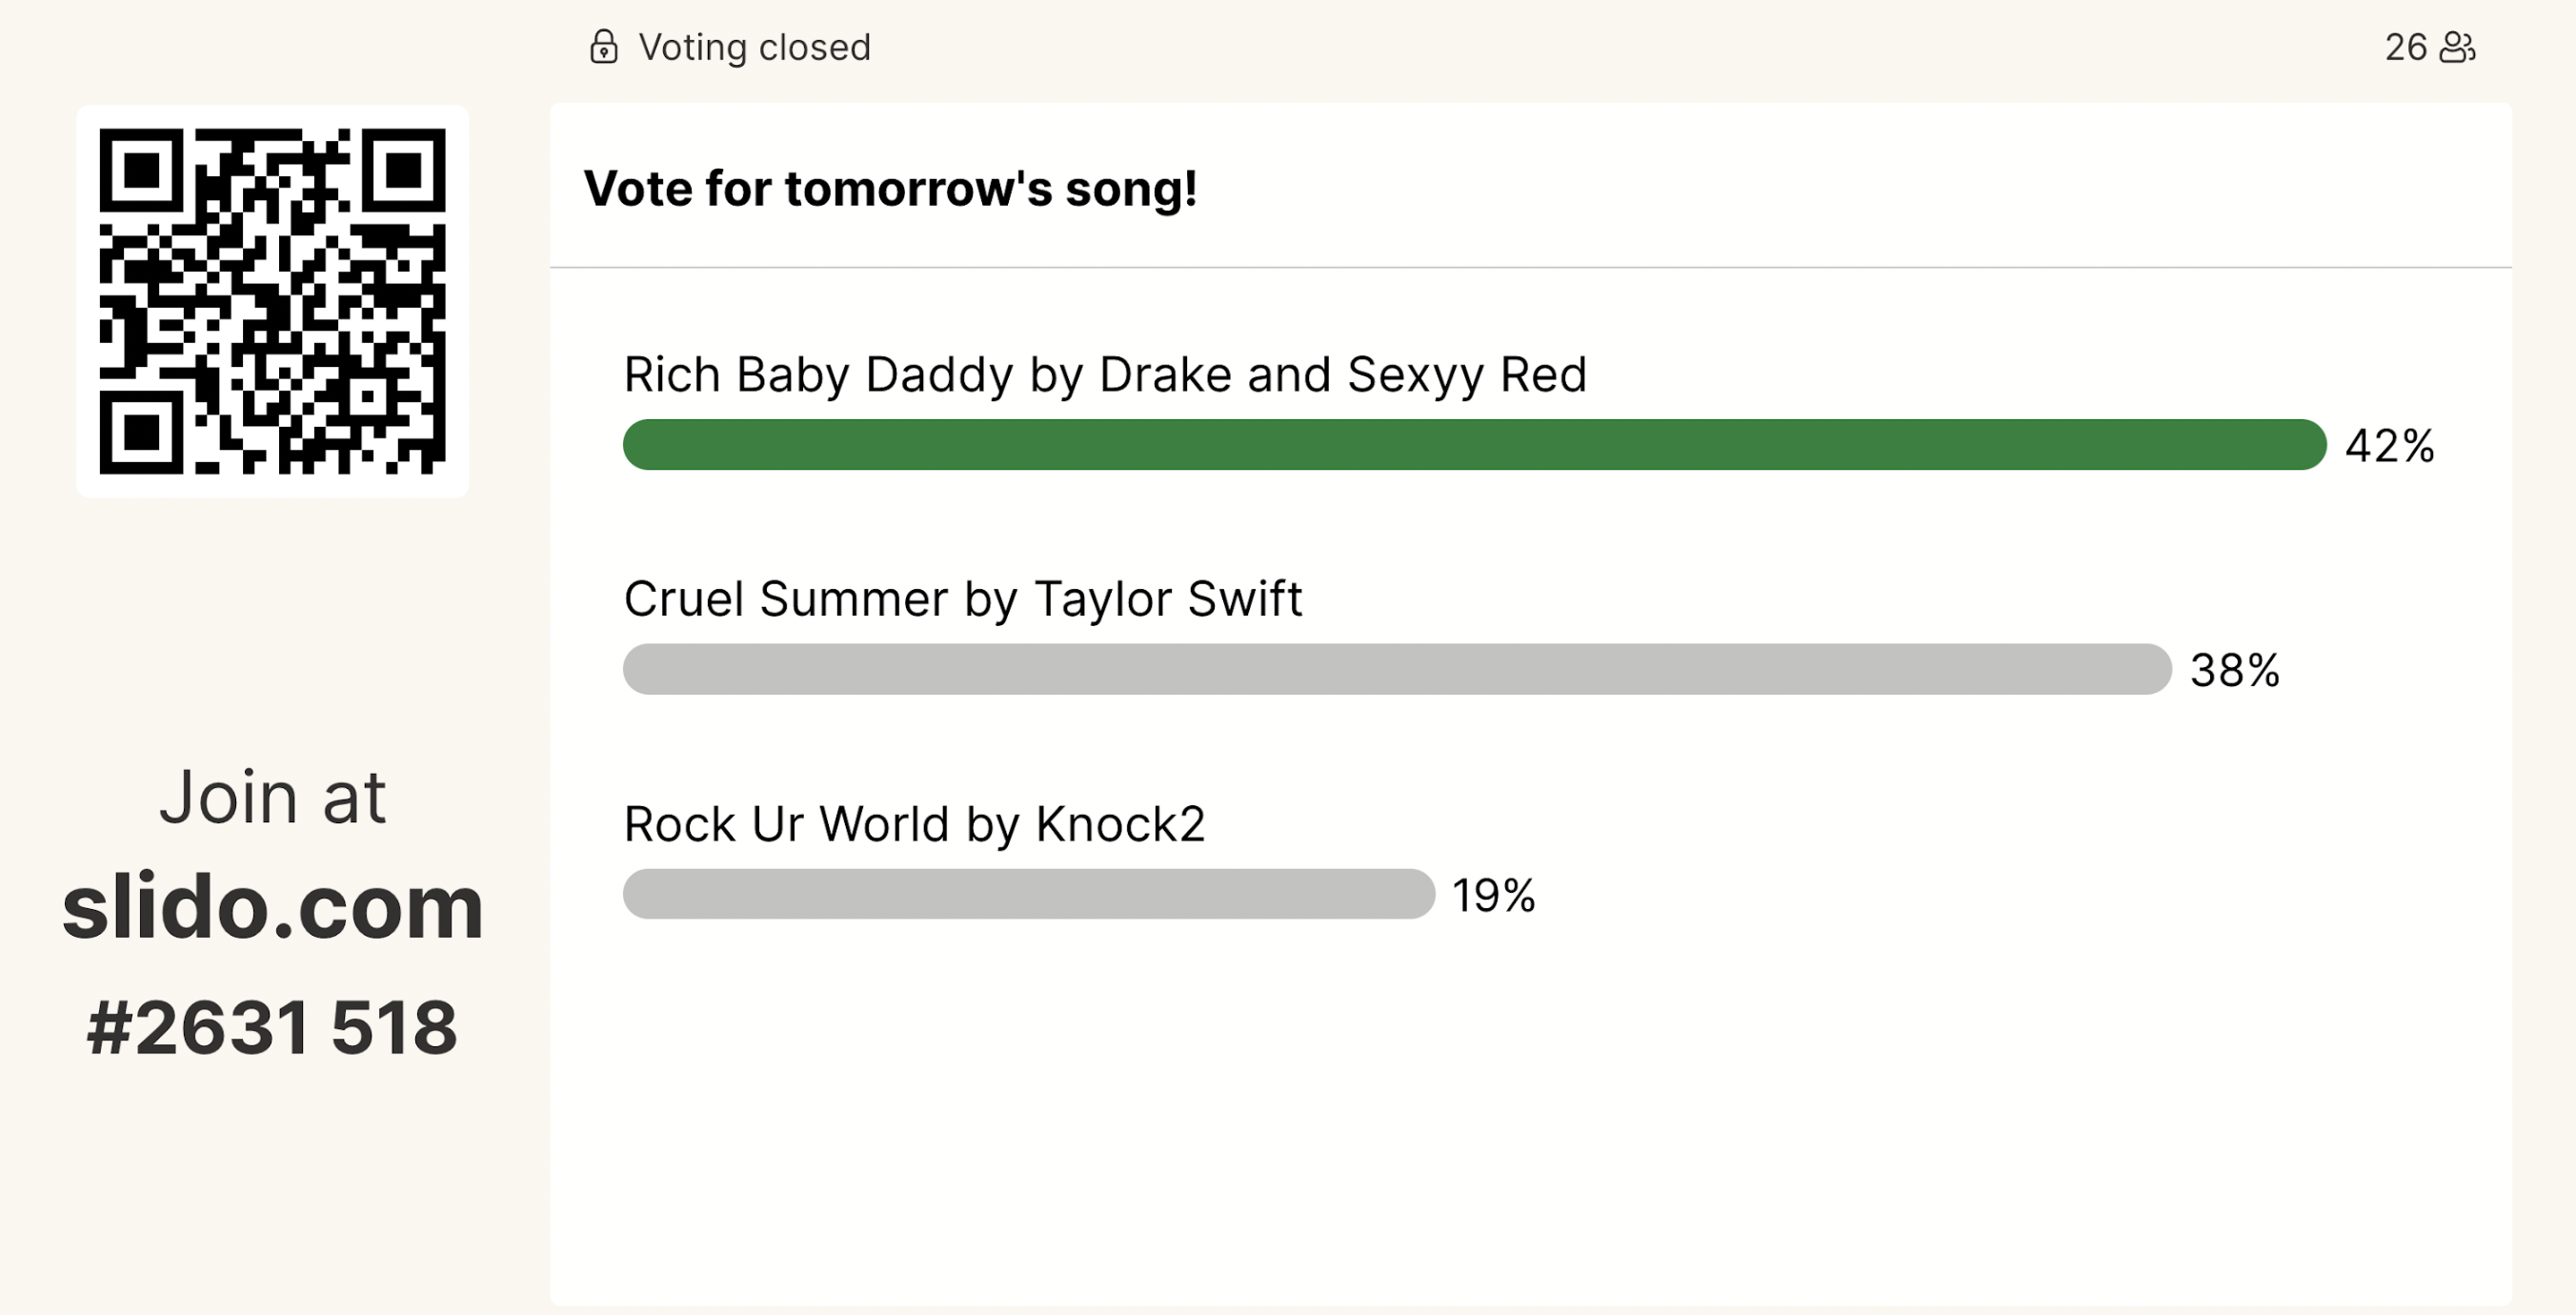 Voting closed
26
Vote for tomorrow's song!
Rich Baby Daddy by Drake and Sexyy Red
42%
Cruel Summer by Taylor Swift
38%
Rock Ur World by Knock2
19%
Join at
slido.com
#2631 518